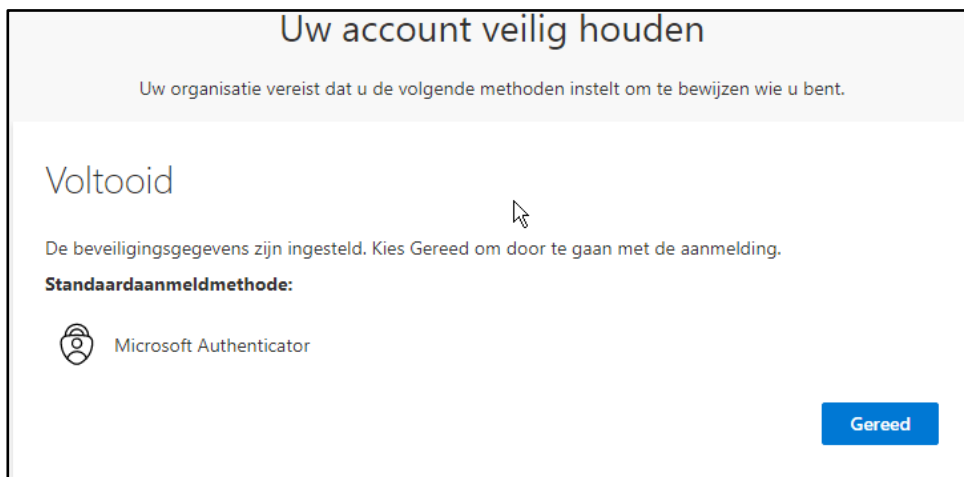 Uw account veilig houden
Uw organisatie vereist dat u de volgende methoden instelt om te bewijzen wie u bent.
Voltooid
De beveiligingsgegevens zijn ingesteld. Kies Gereed om door te gaan met de aanmelding.
Standaardaanmeldmethode:
Microsoft Authenticator
Gereed